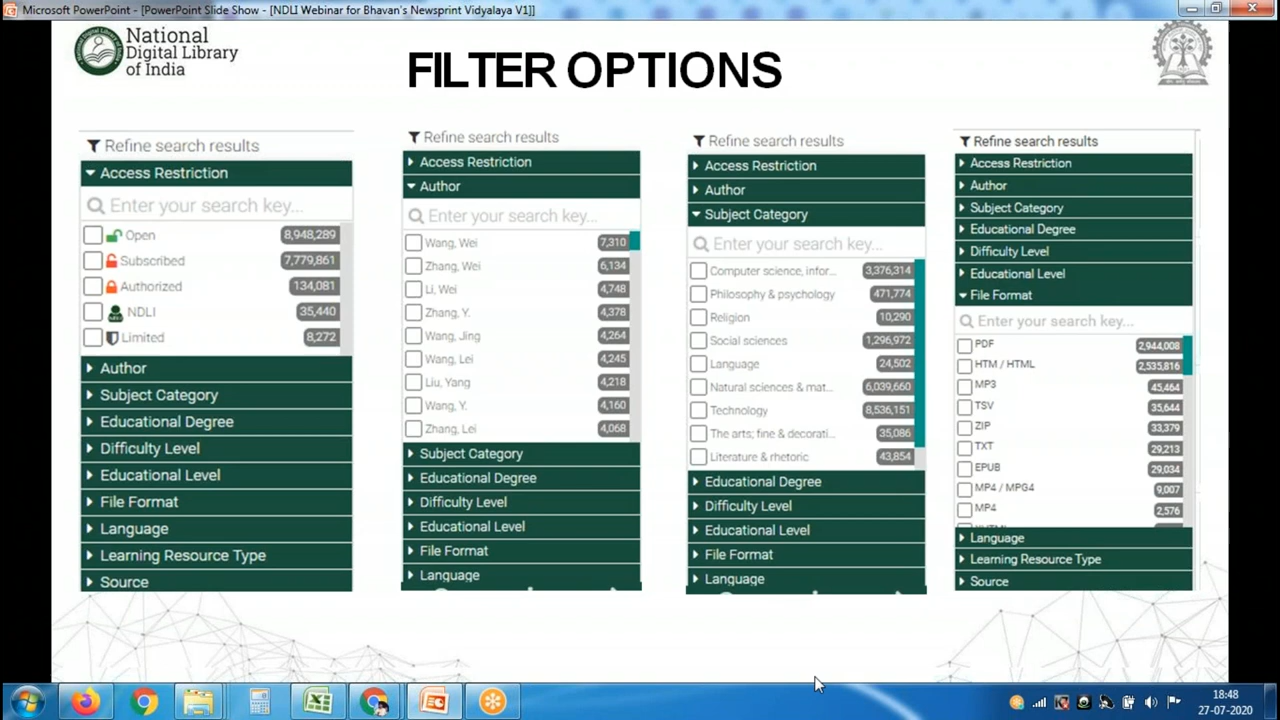 Microsoft PowerPoint - [PowerPoint Slide Show - [NDLI Webinar for Bhavan's Newsprint Vidyalaya V1]]
National
Digital Library
of India
FILTER OPTIONS
Refine search results
Access Restriction
Enter your search key...
Open 8,948,289
Subscribed 7,779,861
Authorized 134,081
NDLI 35,440
Limited 8,272
Author
Subject Category
Educational Degree
Difficulty Level
Educational Level
File Format
Language
Learning Resource Type
Source
Refine search results
Access Restriction
Author
Enter your search key...
Wang, Wei 7,310
Zhang, Wei 6,134
Li, Wei 4,748
Zhang, Y. 4,378
Wang, Jing 4,264
Wang, Lei 4,245
Liu, Yang 4,218
Wang, Y. 4,160
Zhang, Lei 4,068
Subject Category
Educational Degree
Difficulty Level
Educational Level
File Format
Language
Refine search results
Access Restriction
Author
Subject Category
Enter your search key...
Computer science, infor... 3,376,314
Philosophy & psychology 471,774
Religion 10,290
Social sciences 1,296,972
Language 24,502
Natural sciences & mat... 6,039,660
Technology 8,536,151
The arts; fine & decorati... 35,086
Literature & rhetoric 43,854
Educational Degree
Difficulty Level
Educational Level
File Format
Language
Refine search results
Access Restriction
Author
Subject Category
Educational Degree
Difficulty Level
Educational Level
File Format
Enter your search key...
PDF 2,944,008
HTM / HTML 2,535,816
MP3 45,464
TSV 35,644
ZIP 33,379
TXT 29,213
EPUB 29,034
MP4 / MPG4 9,007
MP4 2,576
Language
Learning Resource Type
Source
18:48
27-07-2020